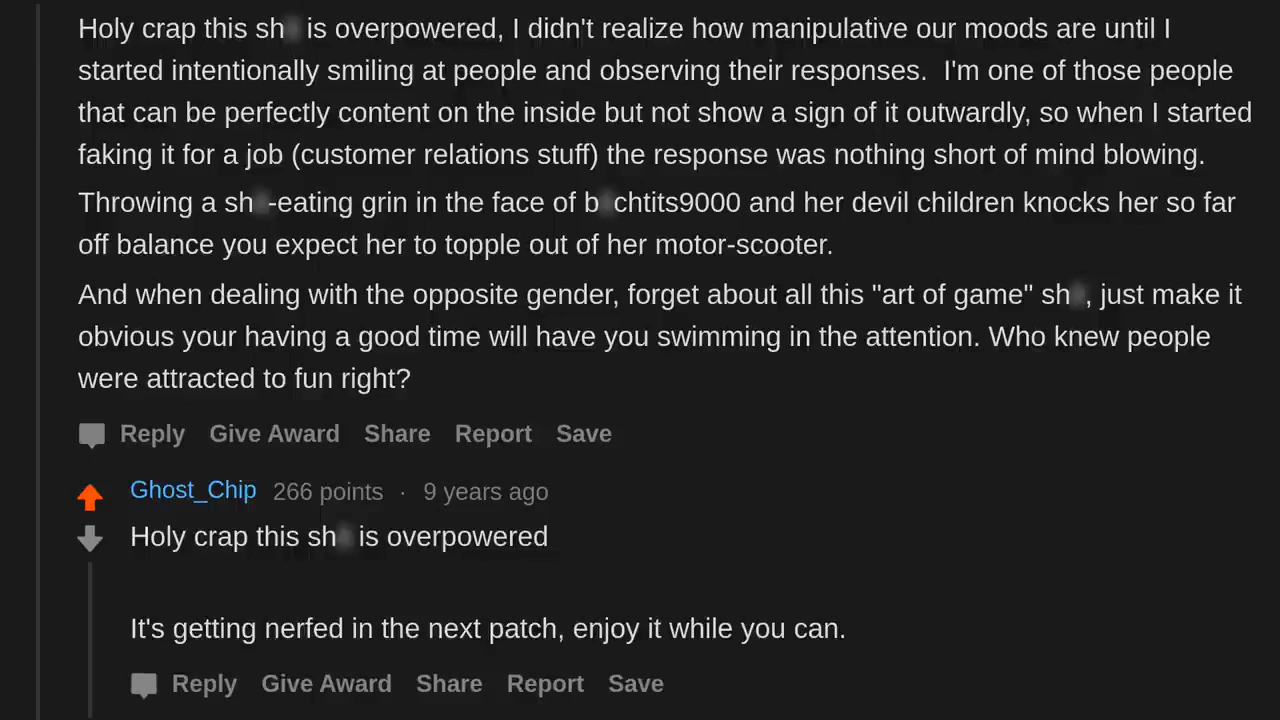 Holy crap this sh is overpowered, I didn't realize how manipulative our moods are until I
started intentionally smiling at people and observing their responses.  I'm one of those people
that can be perfectly content on the inside but not show a sign of it outwardly, so when I started
faking it for a job (customer relations stuff) the response was nothing short of mind blowing.
Throwing a sh -eating grin in the face of b chtits9000 and her devil children knocks her so far
off balance you expect her to topple out of her motor-scooter.
And when dealing with the opposite gender, forget about all this "art of game" sh , just make it
obvious your having a good time will have you swimming in the attention. Who knew people
were attracted to fun right?
Reply Give Award Share Report Save
Ghost_Chip 266 points · 9 years ago
Holy crap this sh is overpowered
It's getting nerfed in the next patch, enjoy it while you can.
Reply Give Award Share Report Save